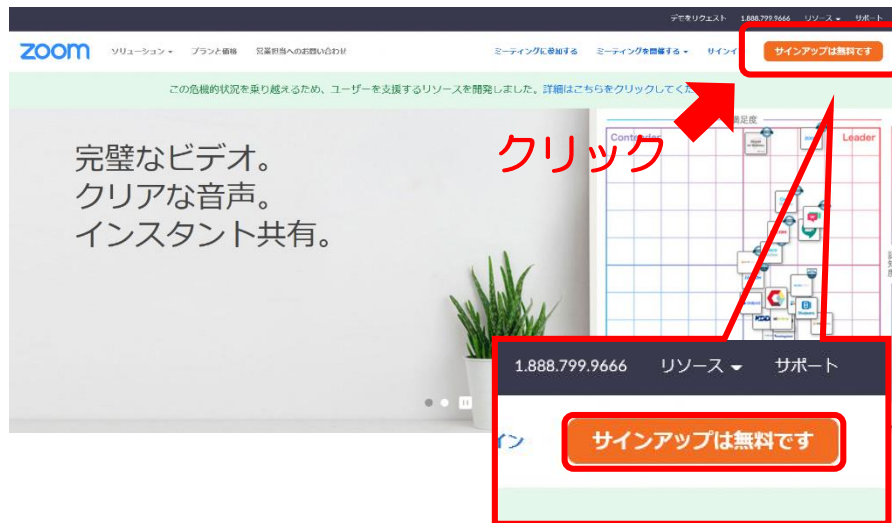 デモをリクエスト 1.888.799.9666 リソース サポート
zoom ソリューション プランと価格 営業担当へのお問い合わせ ミーティングに参加する ミーティングを開催する サインイ サインアップは無料です
この危機的状況を乗り越えるため、ユーザーを支援するリソースを開発しました。詳細はこちらをクリックしてくだ
満足度
Contender Leader
クリック
完璧なビデオ。
クリアな音声。
インスタント共有。
1.888.799.9666 リソース サポート
イン サインアップは無料です